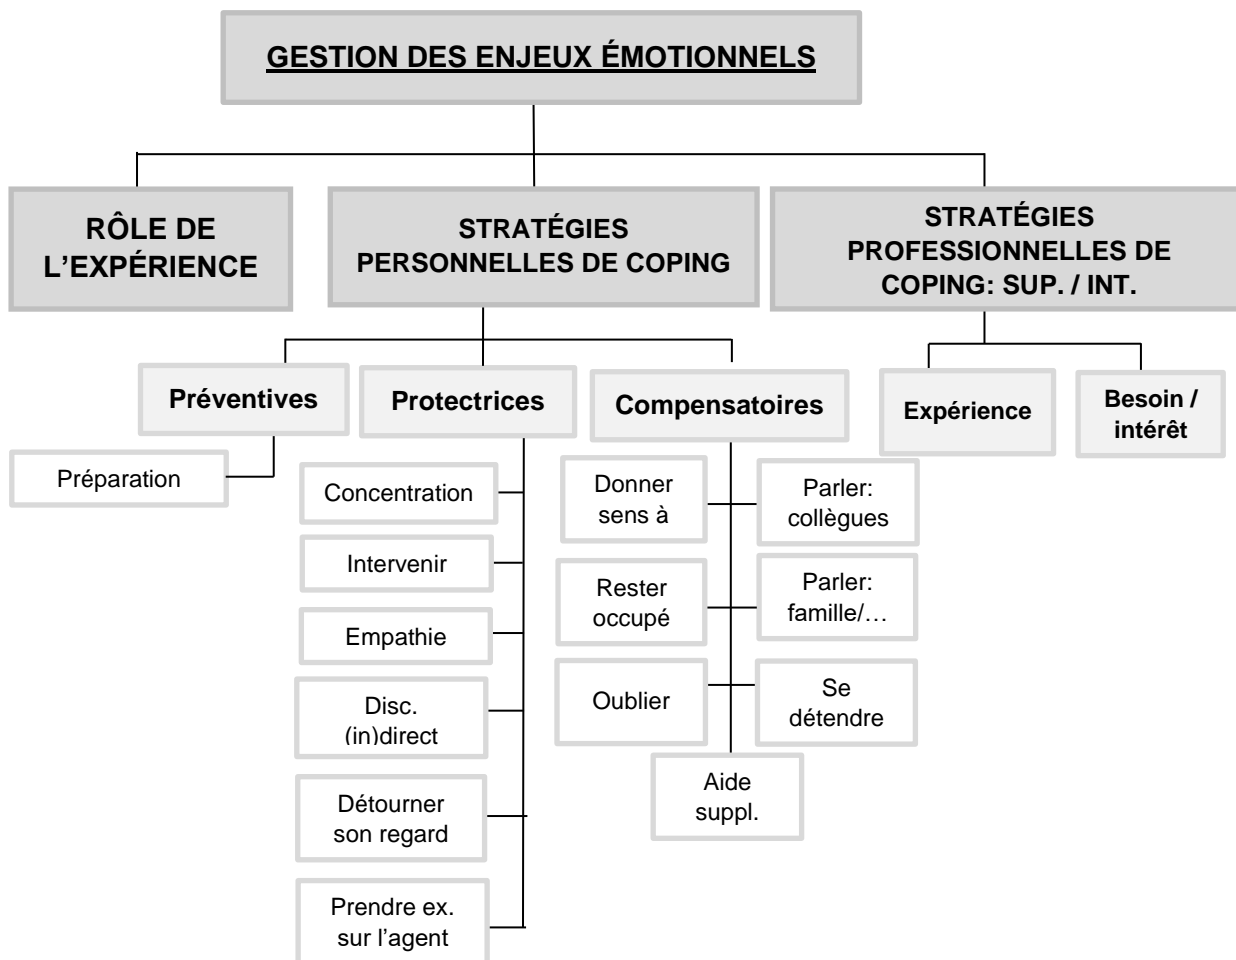 GESTION DES ENJEUX ÉMOTIONNELS
RÔLE DE
L’EXPÉRIENCE
STRATÉGIES
PERSONNELLES DE COPING
STRATÉGIES
PROFESSIONNELLES DE
COPING: SUP. / INT.
Préventives
Protectrices
Compensatoires
Expérience
Besoin /
intérêt
Préparation
Concentration
Intervenir
Empathie
Disc.
(in)direct
Détourner
son regard
Prendre ex.
sur l’agent
Donner
sens à
Parler:
collègues
Rester
occupé
Parler:
famille/…
Oublier
Se
détendre
Aide
suppl.